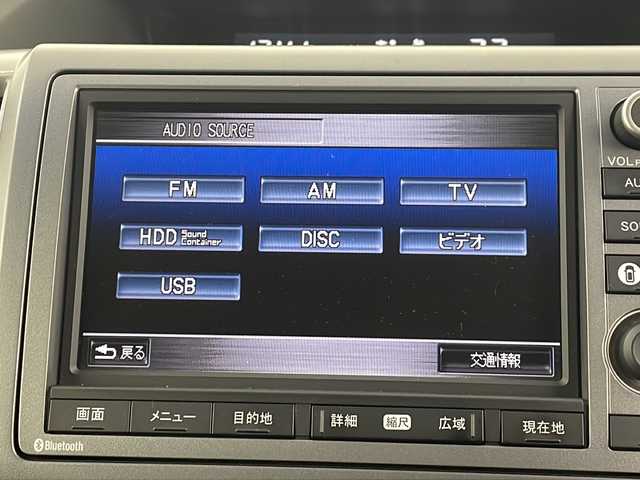 AUDIO SOURCE
FM AM TV
VOL
AU
HDD Sound Container DISC ビデオ
SO
USB
戻る 交通情報
画面 メニュー 目的地 詳細 縮尺 広域 現在地
Bluetooth